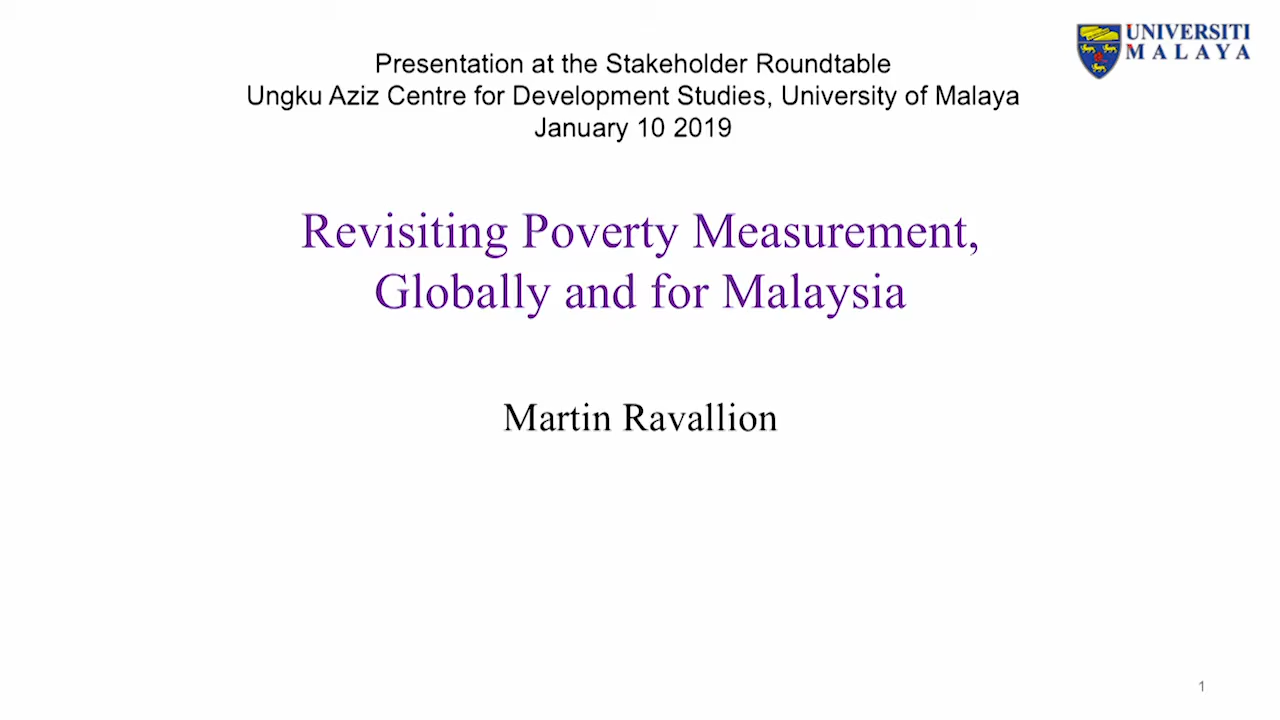 UNIVERSITI
MALAYA
Presentation at the Stakeholder Roundtable
Ungku Aziz Centre for Development Studies, University of Malaya
January 10 2019
Revisiting Poverty Measurement,
Globally and for Malaysia
Martin Ravallion
1